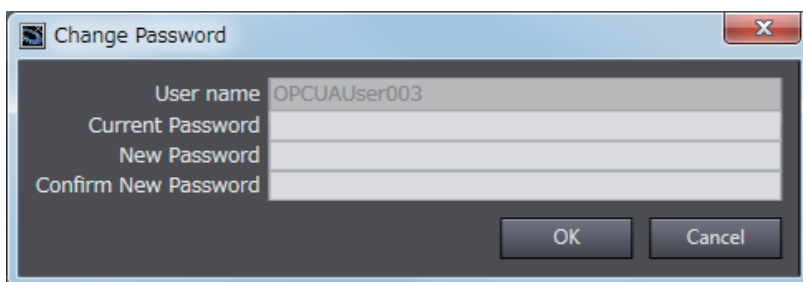 Change Password
User name OPCUAUser003
Current Password
New Password
Confirm New Password
OK Cancel